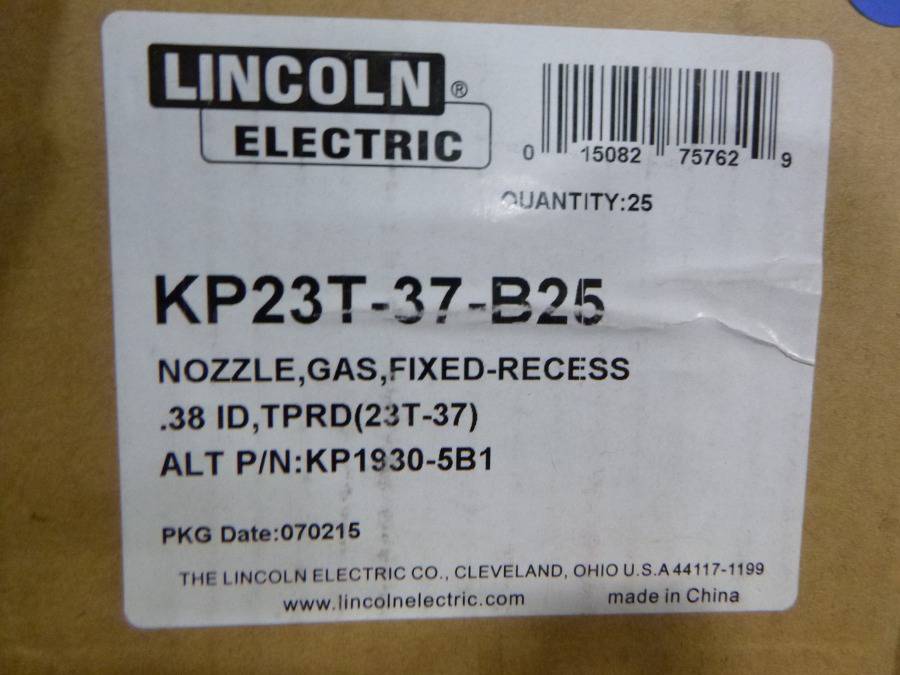 LINCOLN ®
ELECTRIC
0 15082 75762 9
QUANTITY:25
KP23T-37-B25
NOZZLE,GAS,FIXED-RECESS
.38 ID,TPRD(23T-37)
ALT P/N:KP1930-5B1
PKG Date:070215
THE LINCOLN ELECTRIC CO., CLEVELAND, OHIO U.S.A 44117-1199
www.lincolnelectric.com made in China